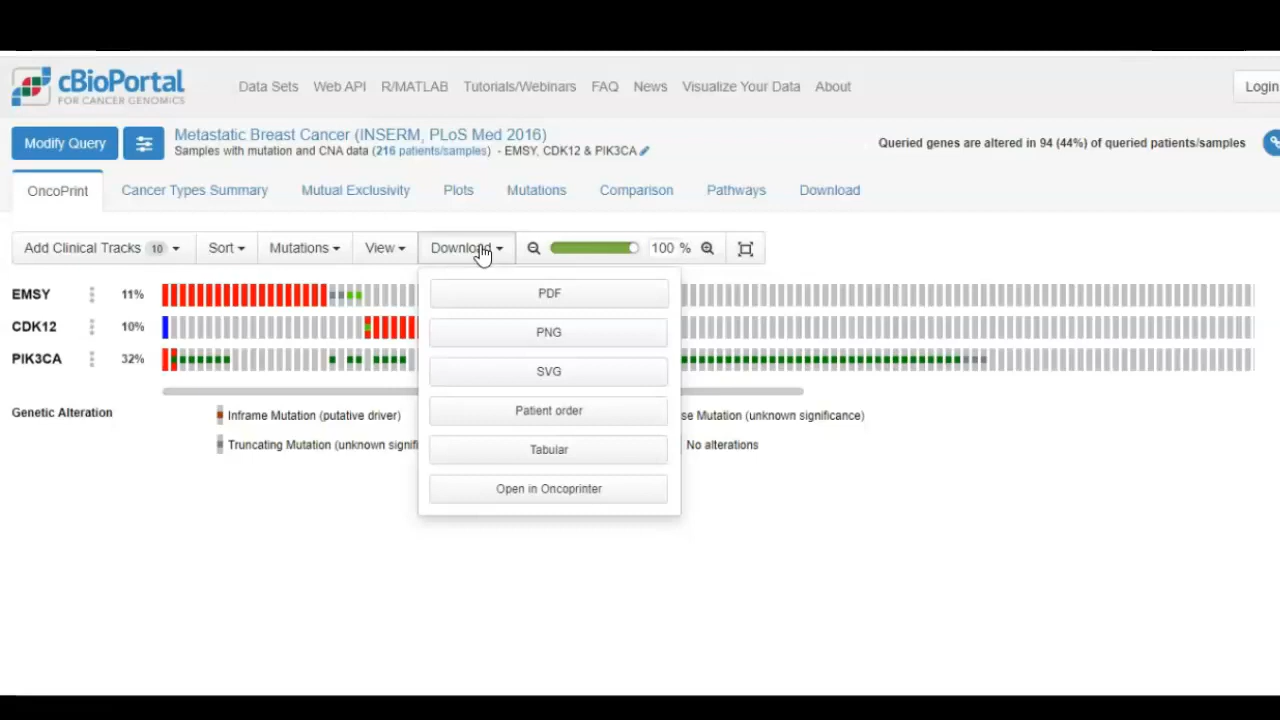 cBioPortal
FOR CANCER GENOMICS
Data Sets Web API R/MATLAB Tutorials/Webinars FAQ News Visualize Your Data About
Login
Modify Query
Metastatic Breast Cancer (INSERM, PLoS Med 2016)
Samples with mutation and CNA data (216 patients/samples) - EMSY, CDK12 & PIK3CA
Queried genes are altered in 94 (44%) of queried patients/samples
OncoPrint Cancer Types Summary Mutual Exclusivity Plots Mutations Comparison Pathways Download
Add Clinical Tracks 10 Sort Mutations View Download 100 %
PDF
PNG
SVG
Patient order
Tabular
Open in Oncoprinter
EMSY 11%
CDK12 10%
PIK3CA 32%
Genetic Alteration
Inframe Mutation (putative driver)
se Mutation (unknown significance)
Truncating Mutation (unknown signifi
No alterations